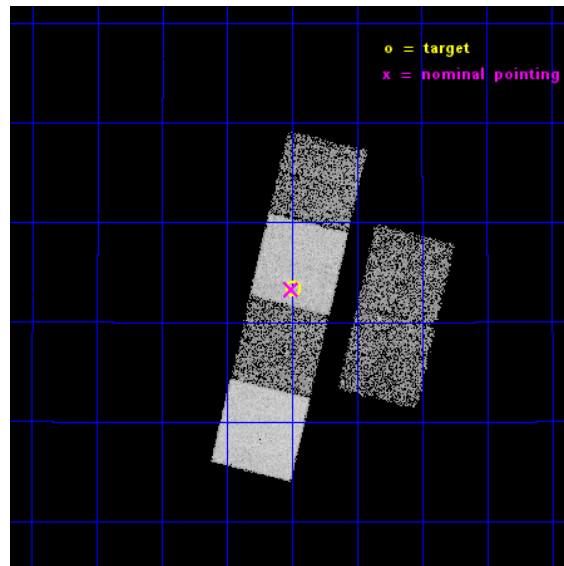 o = target
x = nominal pointing